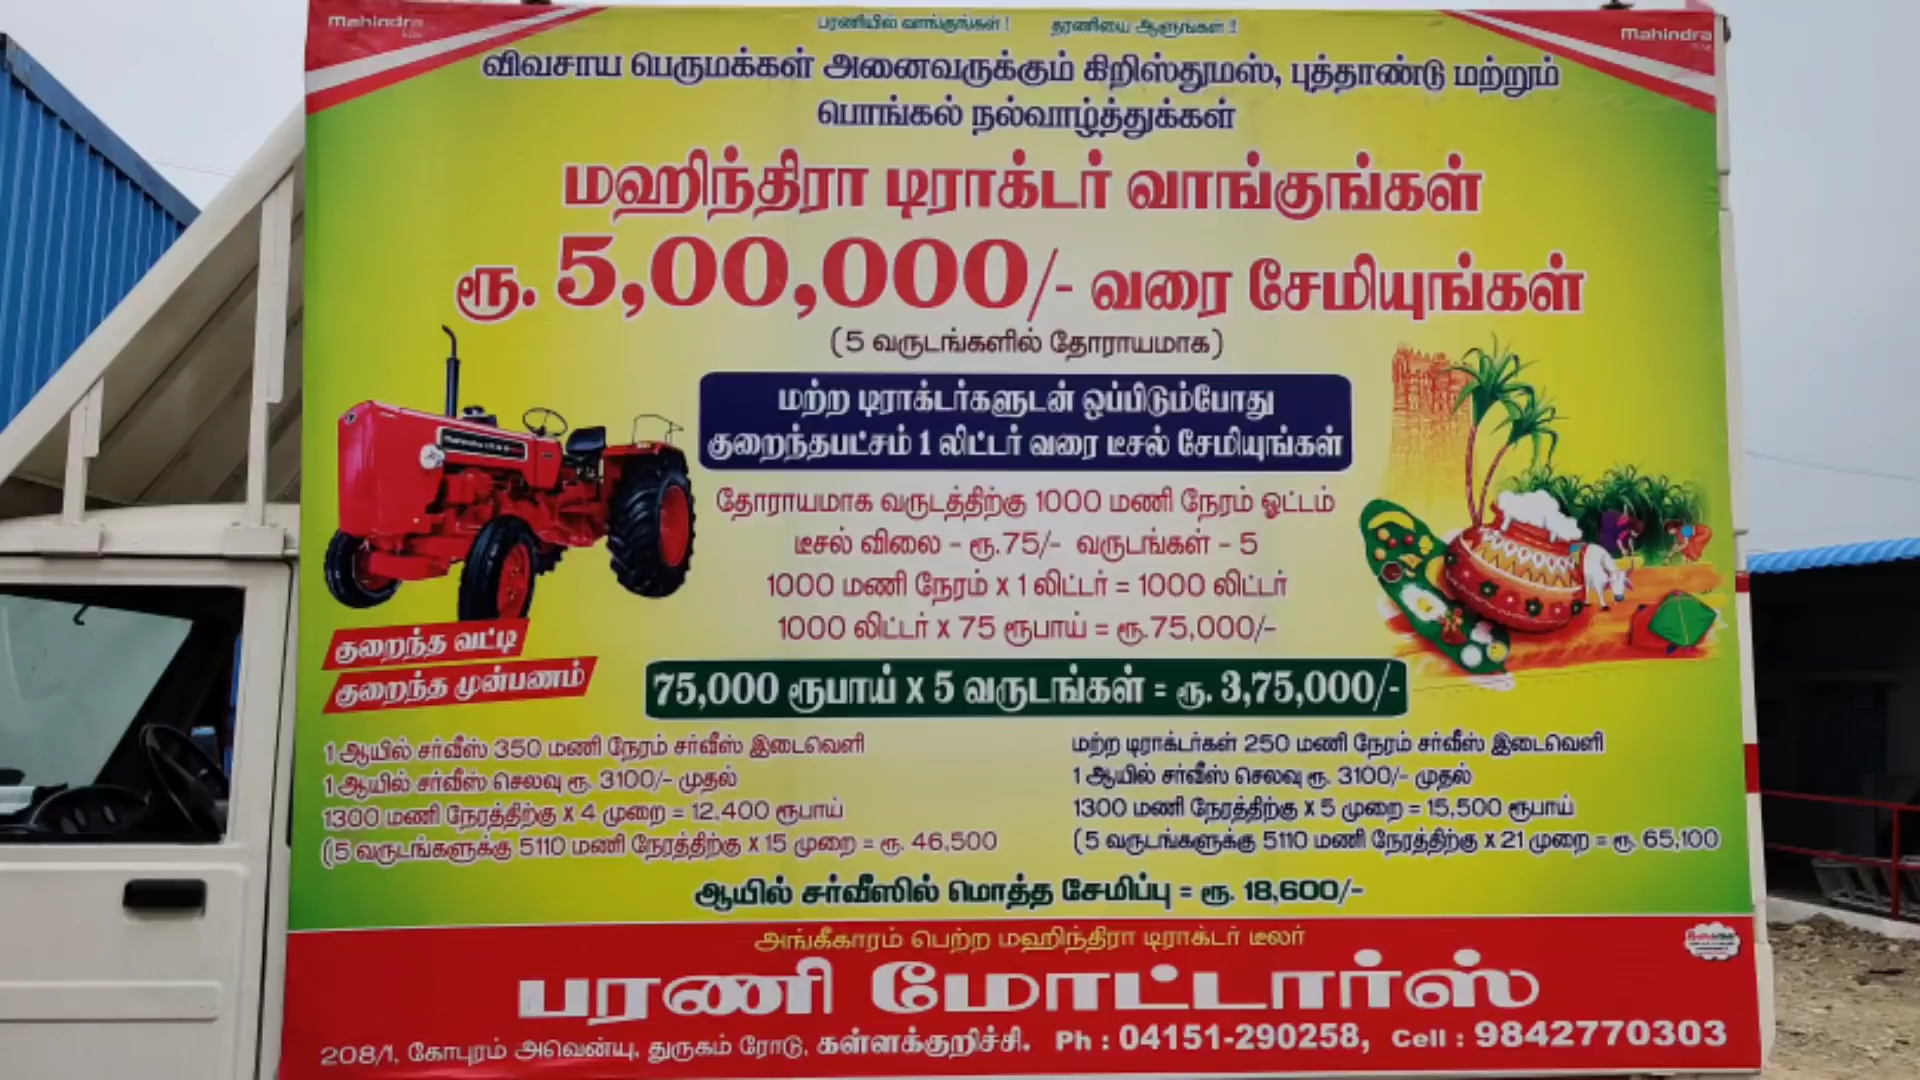 Mahindra
Mahindra
பரணியில் வாங்குங்கள் ! தரணியை ஆளுங்கள் !!
விவசாய பெருமக்கள் அனைவருக்கும் கிறிஸ்துமஸ், புத்தாண்டு மற்றும்
பொங்கல் நல்வாழ்த்துக்கள்
மஹிந்திரா டிராக்டர் வாங்குங்கள்
ரூ. 5,00,000/- வரை சேமியுங்கள்
(5 வருடங்களில் தோராயமாக)
மற்ற டிராக்டர்களுடன் ஒப்பிடும்போது
குறைந்தபட்சம் 1 லிட்டர் வரை டீசல் சேமியுங்கள்
தோராயமாக வருடத்திற்கு 1000 மணி நேரம் ஓட்டம்
டீசல் விலை - ரூ.75/- வருடங்கள் - 5
1000 மணி நேரம் x 1 லிட்டர் = 1000 லிட்டர்
1000 லிட்டர் x 75 ரூபாய் = ரூ.75,000/-
குறைந்த வட்டி
குறைந்த முன்பணம்
75,000 ரூபாய் x 5 வருடங்கள் = ரூ. 3,75,000/-
1 ஆயில் சர்வீஸ் 350 மணி நேரம் சர்வீஸ் இடைவெளி
1 ஆயில் சர்வீஸ் செலவு ரூ. 3100/- முதல்
1300 மணி நேரத்திற்கு x 4 முறை = 12,400 ரூபாய்
(5 வருடங்களுக்கு 5110 மணி நேரத்திற்கு x 15 முறை = ரூ. 46,500
மற்ற டிராக்டர்கள் 250 மணி நேரம் சர்வீஸ் இடைவெளி
1 ஆயில் சர்வீஸ் செலவு ரூ. 3100/- முதல்
1300 மணி நேரத்திற்கு x 5 முறை = 15,500 ரூபாய்
(5 வருடங்களுக்கு 5110 மணி நேரத்திற்கு x 21 முறை = ரூ. 65,100
ஆயில் சர்வீஸில் மொத்த சேமிப்பு = ரூ. 18,600/-
அங்கீகாரம் பெற்ற மஹிந்திரா டிராக்டர் டீலர்
பரணி மோட்டார்ஸ்
208/1, கோபுரம் அவென்யு, துருகம் ரோடு, கள்ளக்குறிச்சி. Ph : 04151-290258, Cell : 9842770303